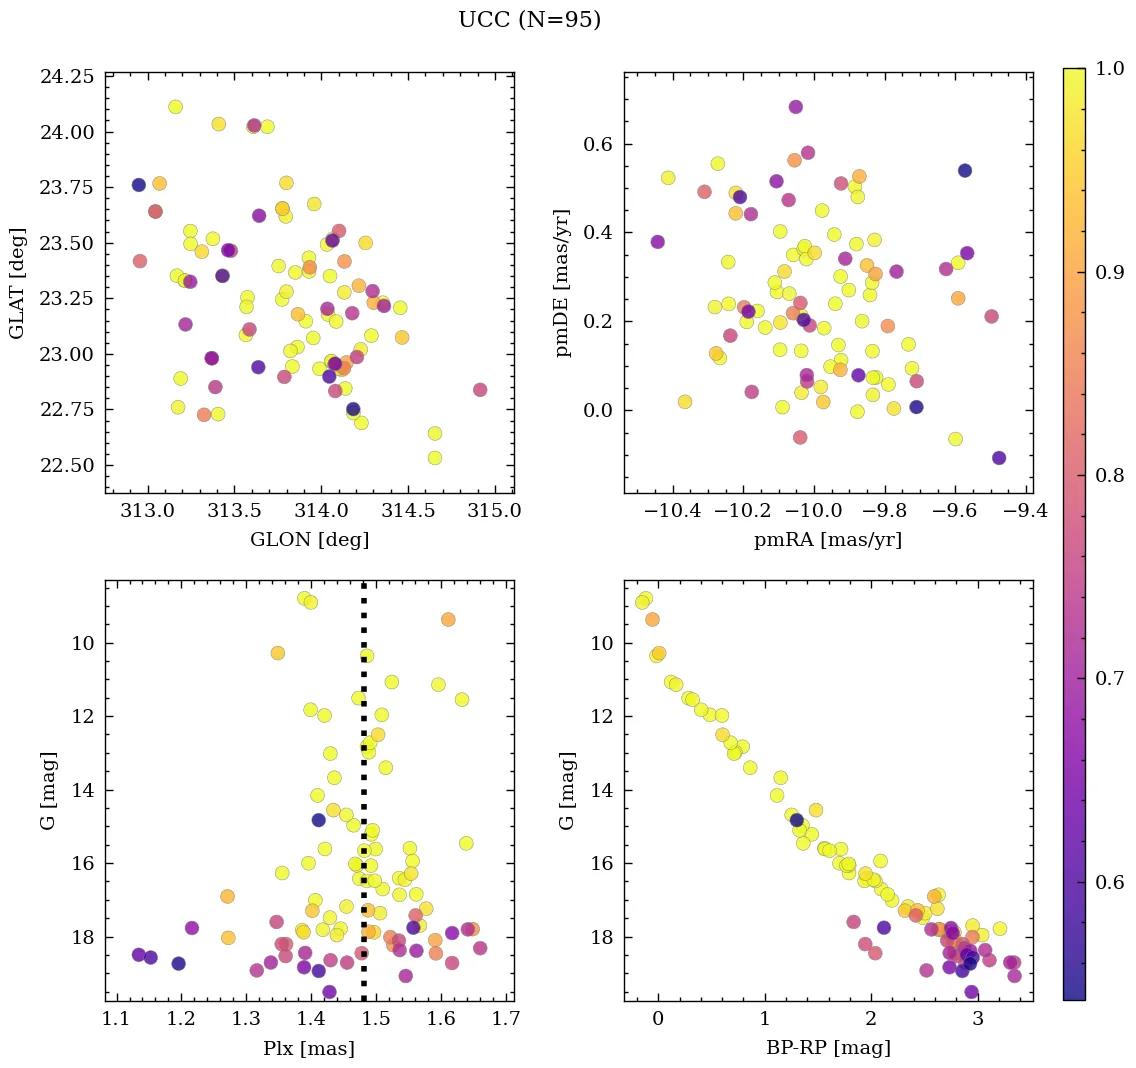 UCC (N=95)
24.25
24.00
23.75
23.50
23.25
23.00
22.75
22.50
GLAT [deg]
313.0 313.5 314.0 314.5 315.0
GLON [deg]
0.6
0.4
0.2
0.0
pmDE [mas/yr]
−10.4 −10.2 −10.0 −9.8 −9.6 −9.4
pmRA [mas/yr]
10
12
14
16
18
G [mag]
1.1 1.2 1.3 1.4 1.5 1.6 1.7
Plx [mas]
10
12
14
16
18
G [mag]
0 1 2 3
BP-RP [mag]
1.0
0.9
0.8
0.7
0.6